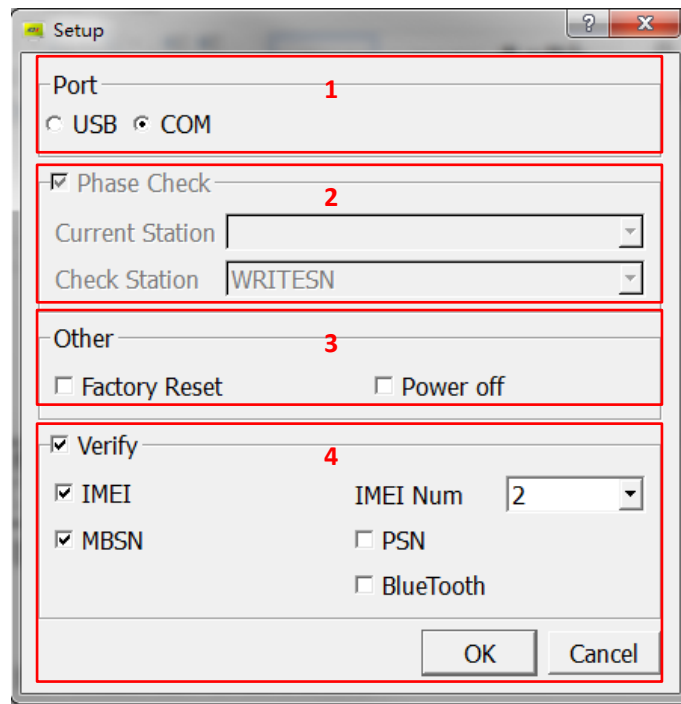 Setup
Port
1
USB COM
Phase Check
2
Current Station
Check Station WRITESN
Other
3
Factory Reset Power off
Verify
4
IMEI IMEI Num 2
MBSN PSN
BlueTooth
OK Cancel